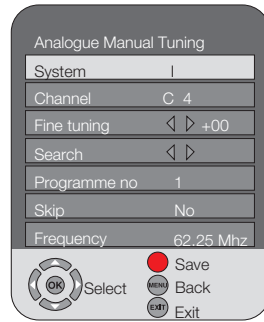 Analogue Manual Tuning
System I
Channel C 4
Fine tuning +00
Search
Programme no 1
Skip No
Frequency 62.25 Mhz
Save
OK Select MENU Back
EXIT Exit